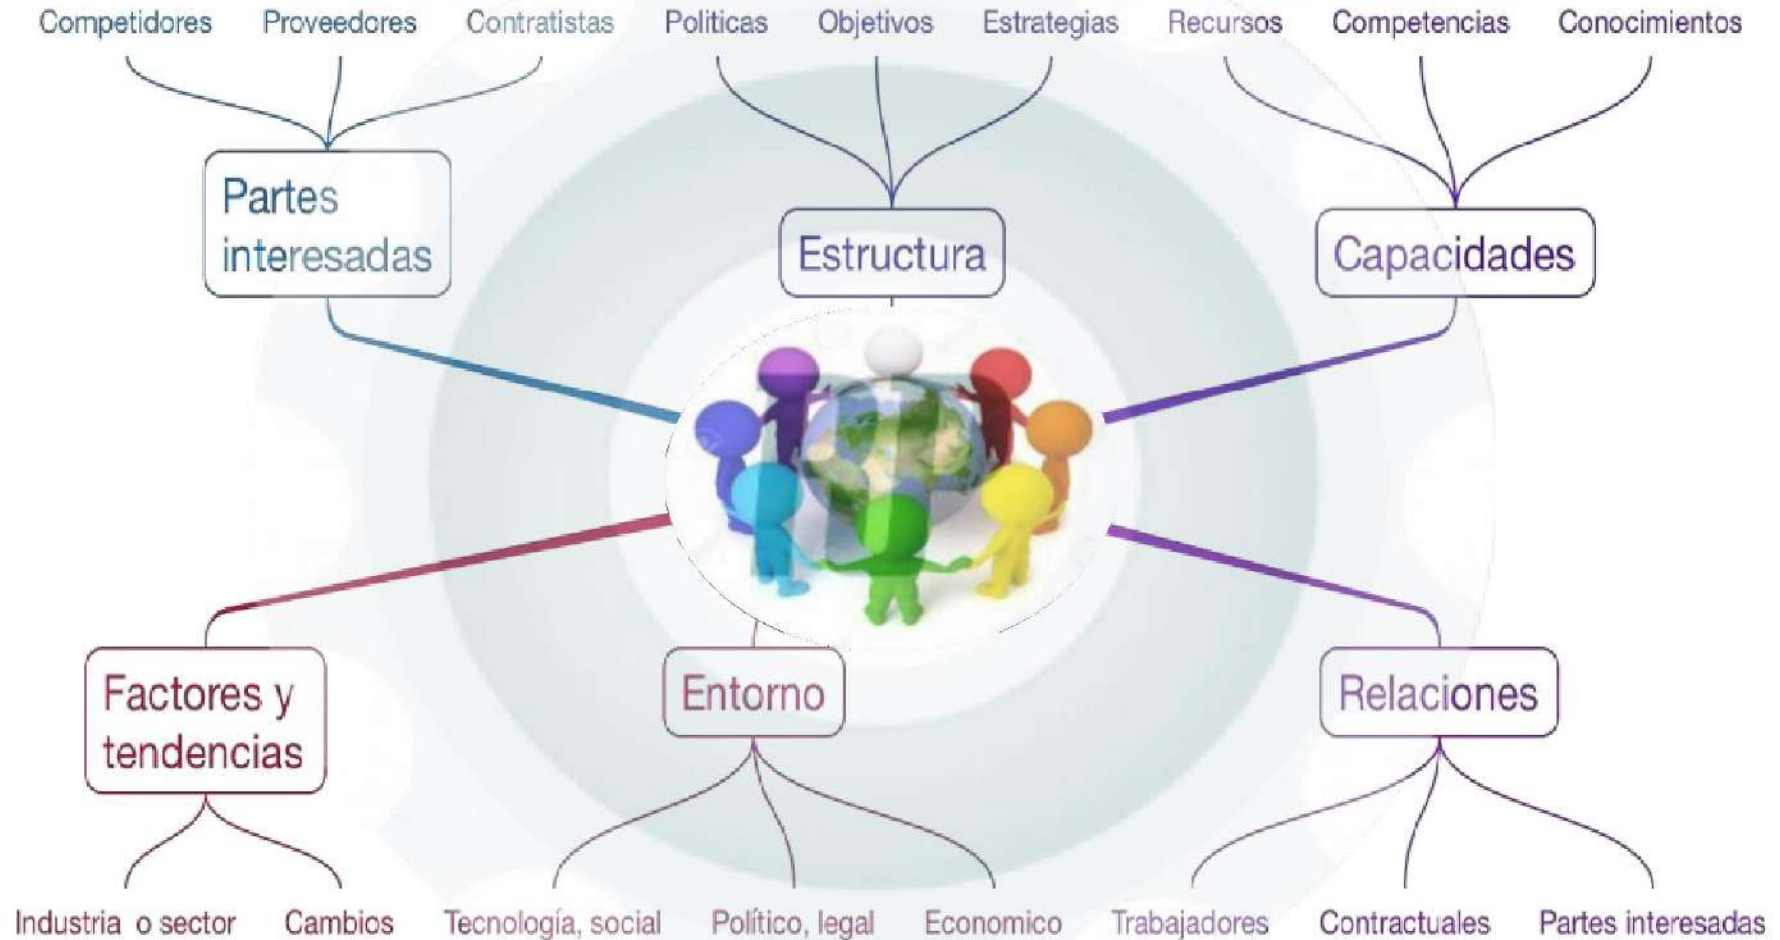 Competidores Proveedores Contratistas Politicas Objetivos Estrategias Recursos Competencias Conocimientos
Partes
interesadas
Estructura
Capacidades
Factores y
tendencias
Entorno
Relaciones
Industria o sector Cambios Tecnología, social Político, legal Economico Trabajadores Contractuales Partes interesadas